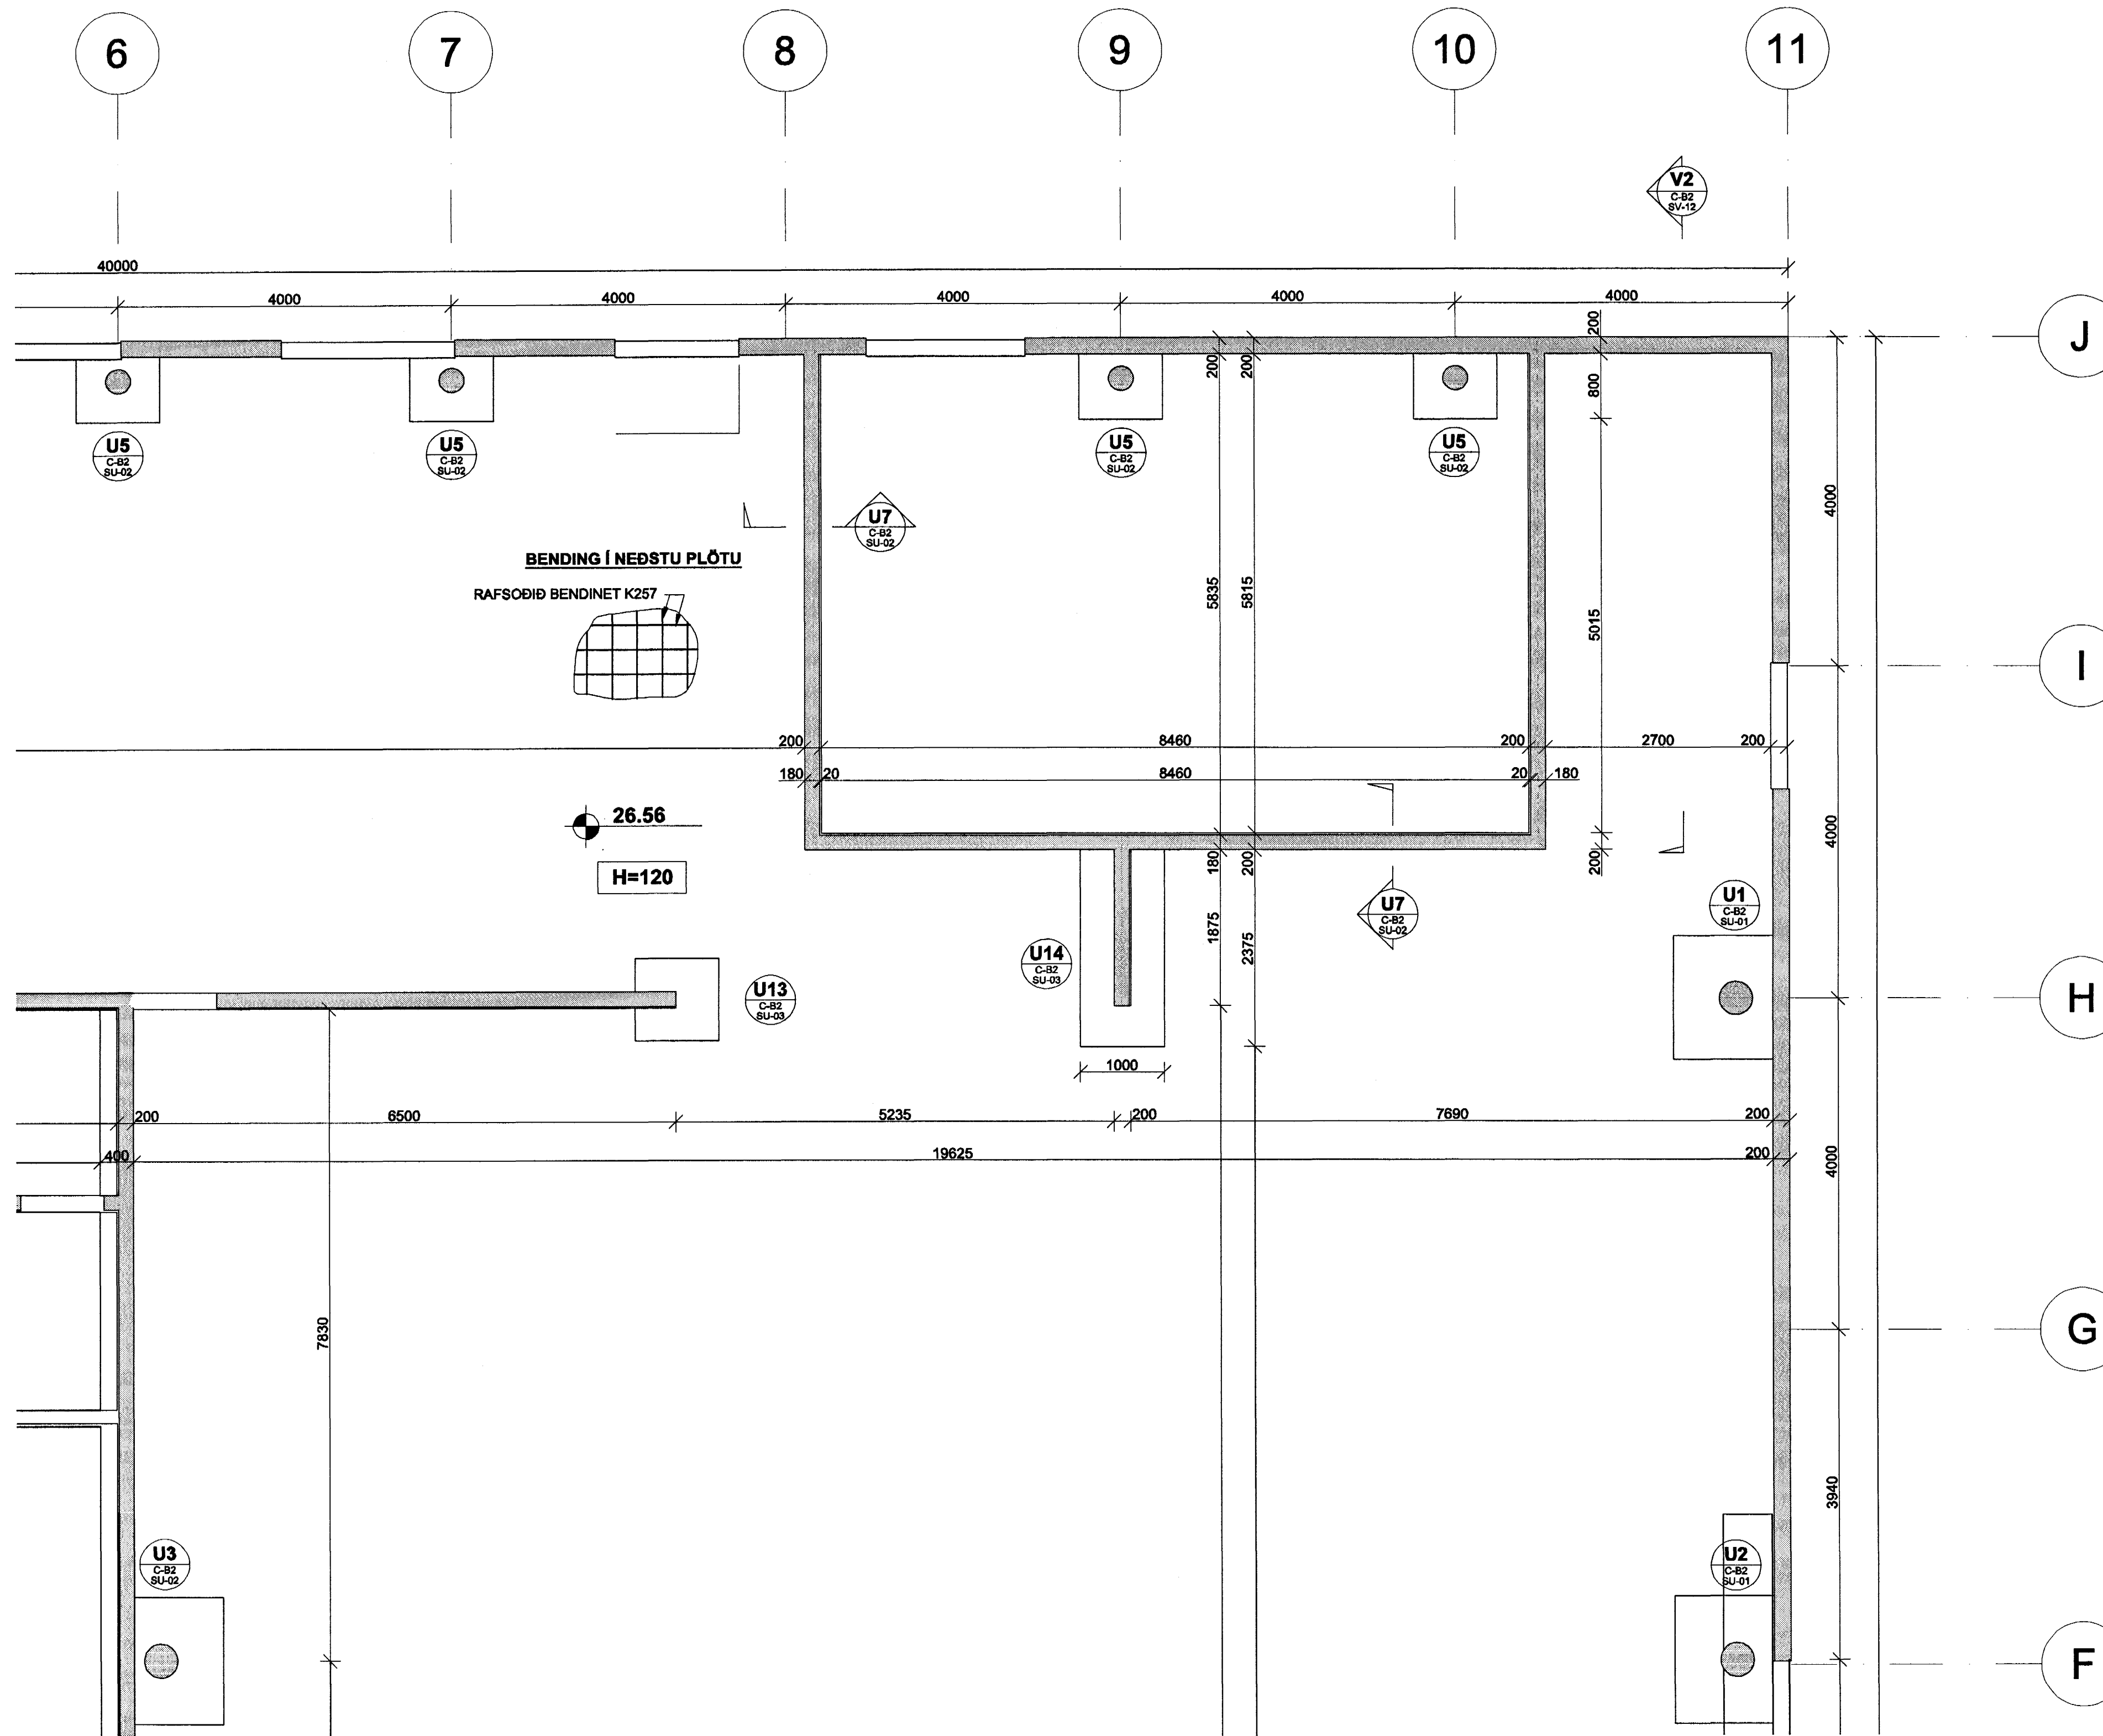 6 7 8 9 10 11
V2
C-B2
SV-12
40000
4000 4000 4000 4000 4000
J
200
200 200
800
U5
C-B2
SU-02
U5
C-B2
SU-02
U5
C-B2
SU-02
U5
C-B2
SU-02
4000
U7
C-B2
SU-02
BENDING Í NEÐSTU PLÖTU
RAFSOÐIÐ BENDINET K257
5835 5815 5015
I
200 8460 200 2700 200
180 20 8460 20 180
26.56
H=120
4000
180 200 200
U1
C-B2
SU-01
U7
C-B2
SU-02
1875 2375
U14
C-B2
SU-03
U13
C-B2
SU-03
H
1000
200 6500 5235 200 7690 200
400 19625 200
4000
7830
G
3940
U3
C-B2
SU-02
U2
C-B2
SU-01
F